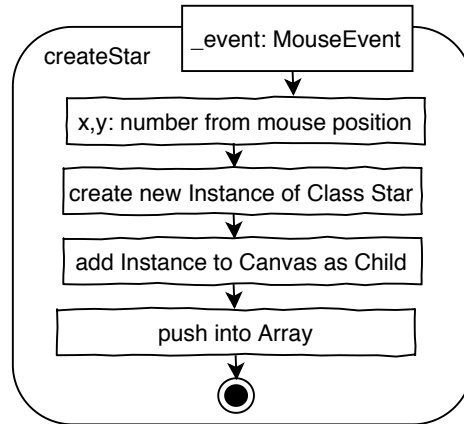 _event: MouseEvent
createStar
x,y: number from mouse position
create new Instance of Class Star
add Instance to Canvas as Child
push into Array